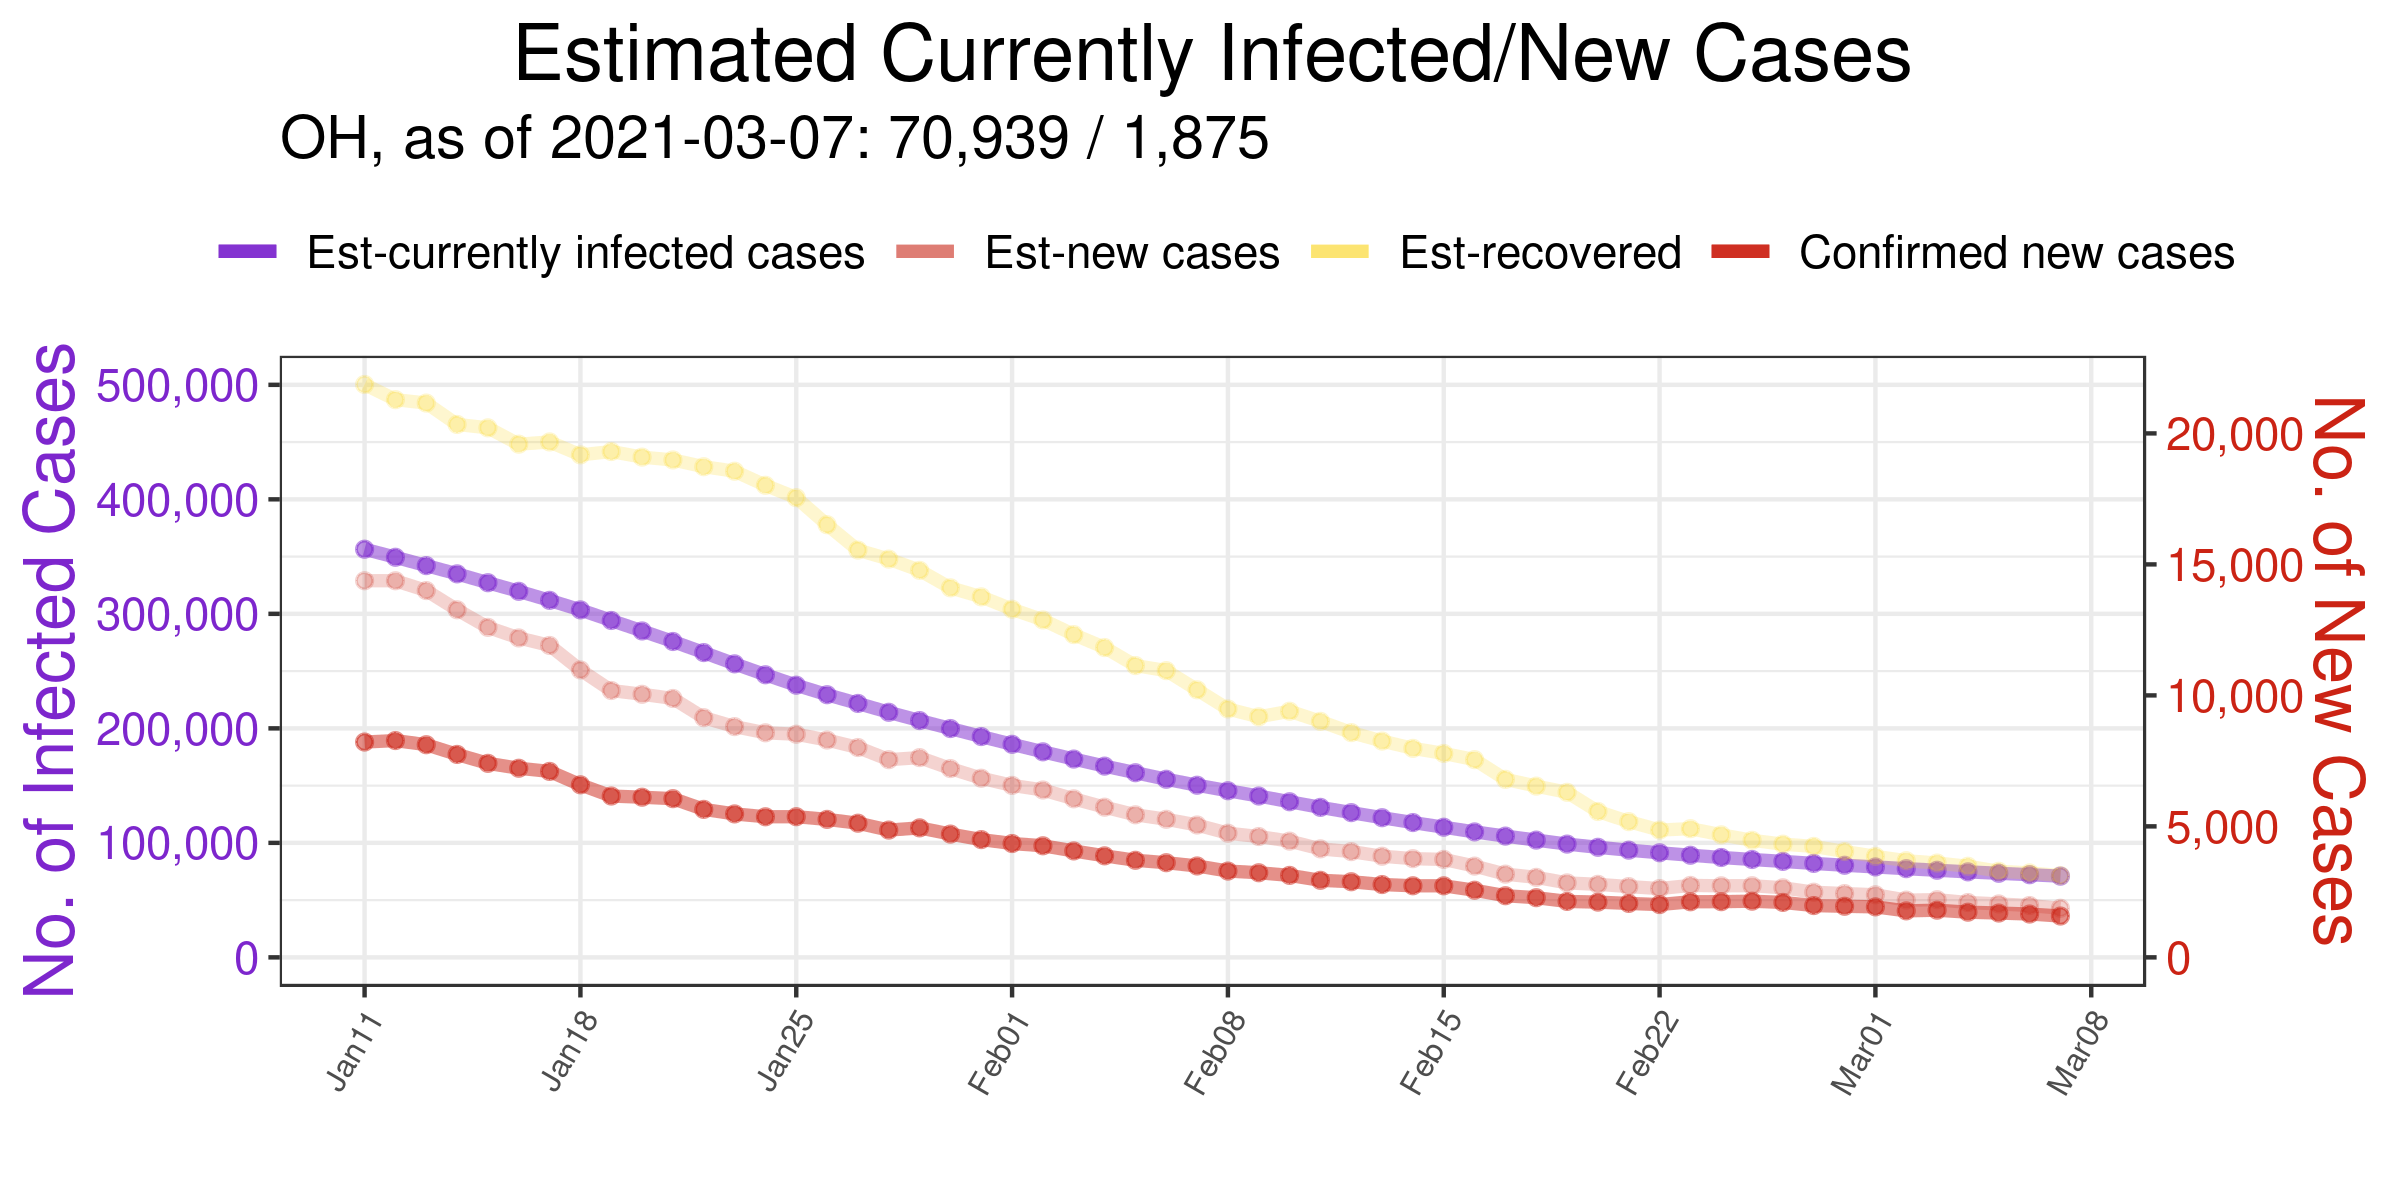 Estimated Currently Infected/New Cases
OH, as of 2021-03-07: 70,939 / 1,875
Est-currently infected cases Est-new cases Est-recovered Confirmed new cases
No. of Infected Cases
500,000
400,000
300,000
200,000
100,000
0
20,000
15,000
10,000
5,000
0
No. of New Cases
Jan11 Jan18 Jan25 Feb01 Feb08 Feb15 Feb22 Mar01 Mar08